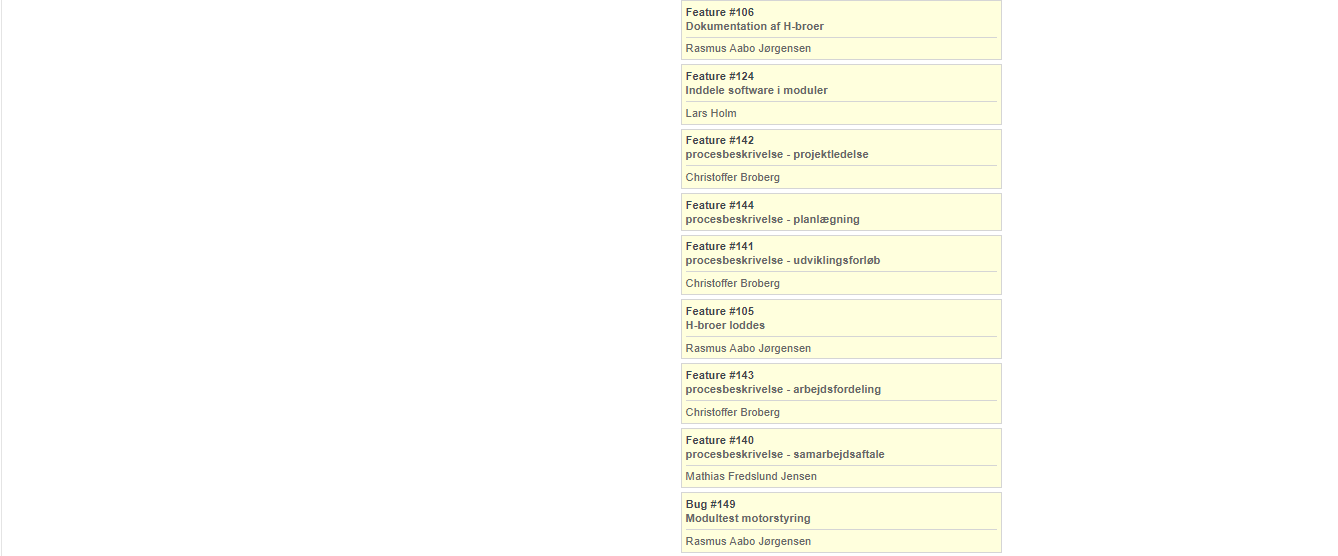 Feature #106
Dokumentation af H-broer
Rasmus Aabo Jørgensen
Feature #124
Inddele software i moduler
Lars Holm
Feature #142
procesbeskrivelse - projektledelse
Christoffer Broberg
Feature #144
procesbeskrivelse - planlægning
Feature #141
procesbeskrivelse - udviklingsforløb
Christoffer Broberg
Feature #105
H-broer loddes
Rasmus Aabo Jørgensen
Feature #143
procesbeskrivelse - arbejdsfordeling
Christoffer Broberg
Feature #140
procesbeskrivelse - samarbejdsaftale
Mathias Fredslund Jensen
Bug #149
Modultest motorstyring
Rasmus Aabo Jørgensen